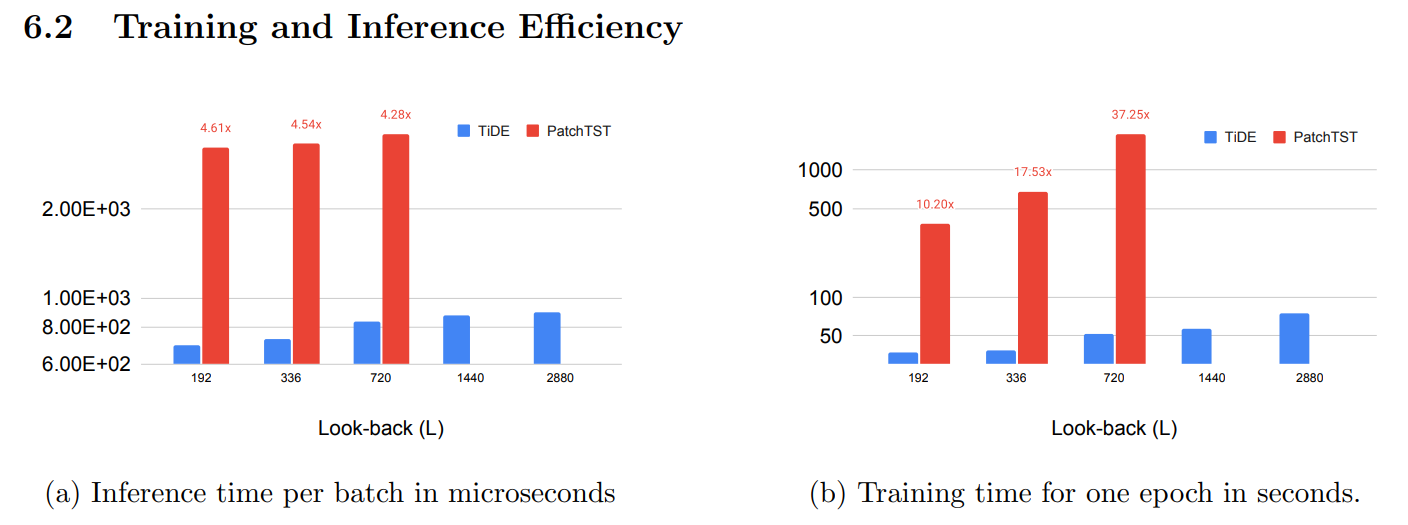 6.2 Training and Inference Efficiency
4.61x
4.54x
4.28x
TiDE
PatchTST
2.00E+03
1.00E+03
8.00E+02
6.00E+02
192
336
720
1440
2880
Look-back (L)
(a) Inference time per batch in microseconds
37.25x
TiDE
PatchTST
1000
17.53x
500
10.20x
100
50
192
336
720
1440
2880
Look-back (L)
(b) Training time for one epoch in seconds.